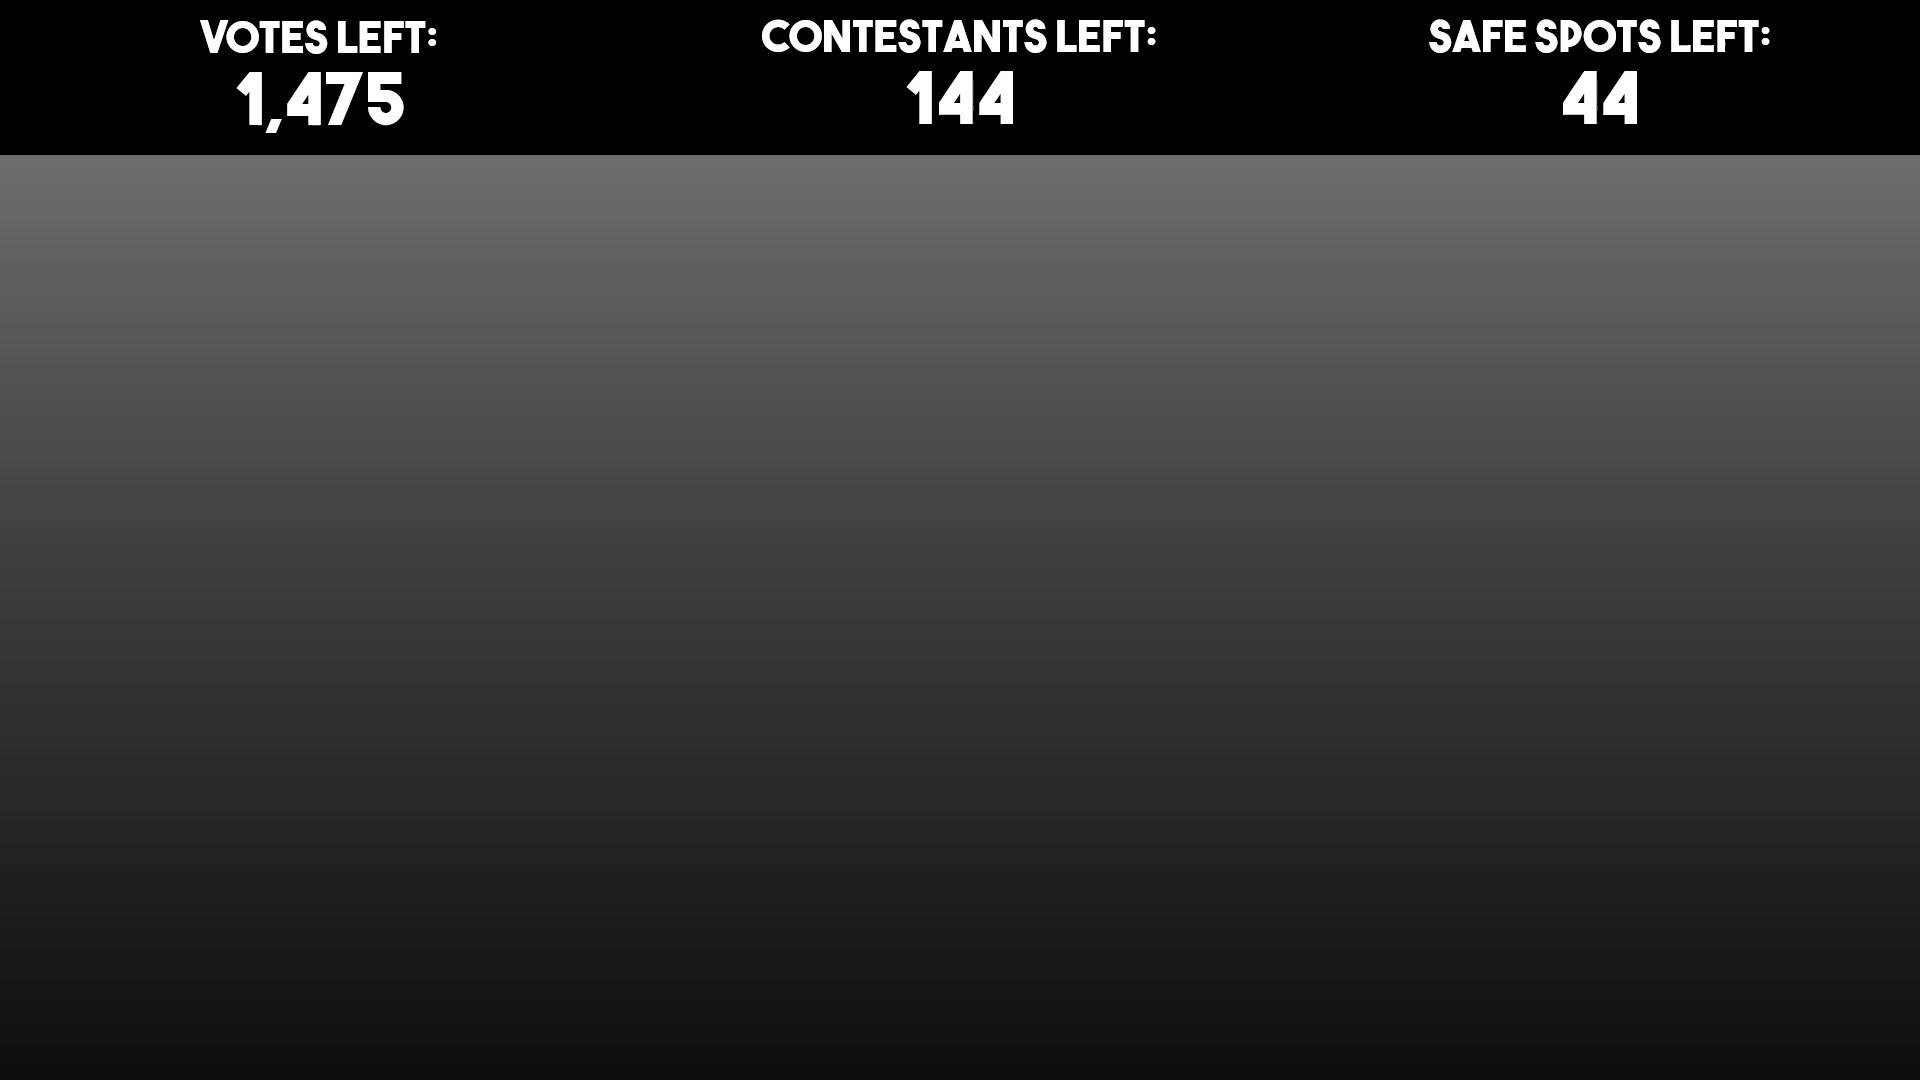 VOTES LEFT:
1,475
CONTESTANTS LEFT:
144
SAFE SPOTS LEFT:
44